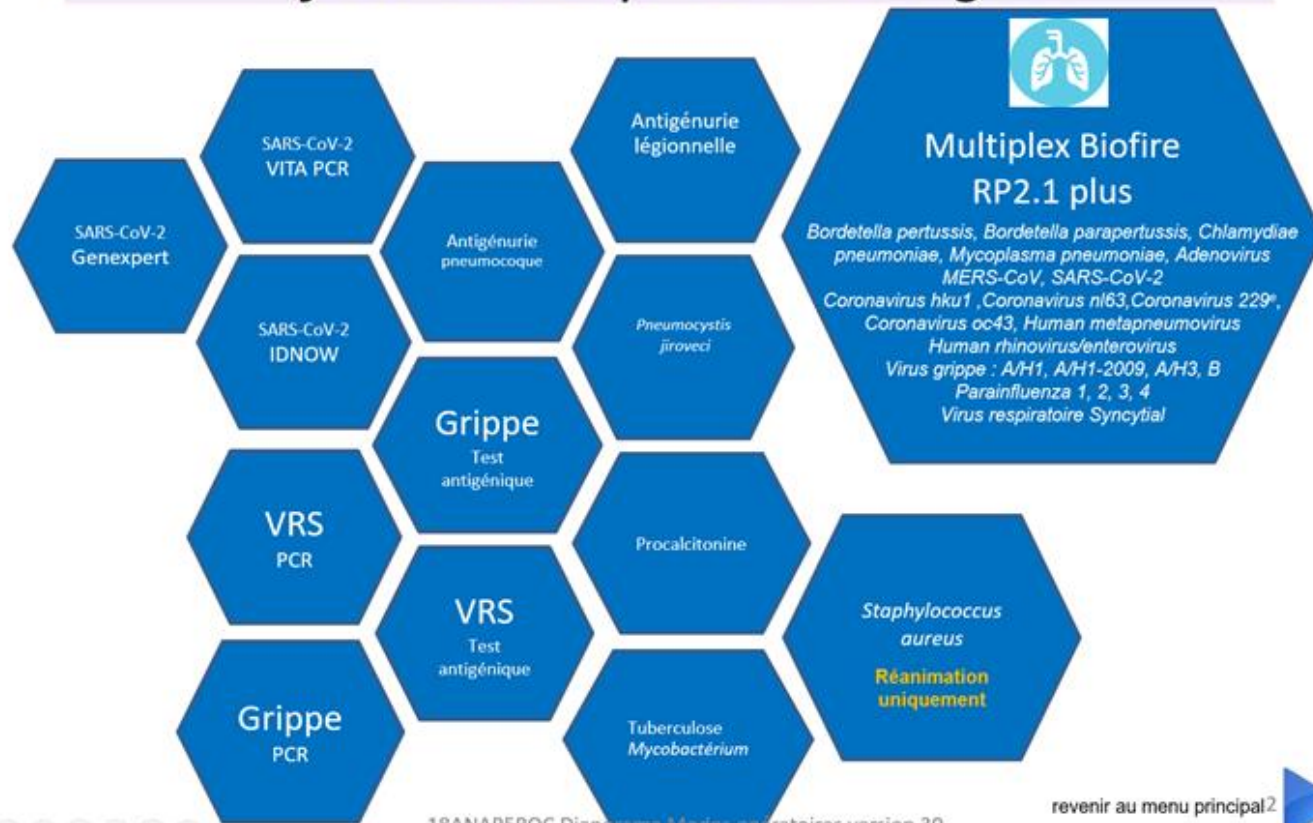 SARS-CoV-2
VITA PCR
Antigénurie
légionnelle
Multiplex Biofire
RP2.1 plus
Bordetella pertussis, Bordetella parapertussis, Chlamydiae
pneumoniae, Mycoplasma pneumoniae, Adenovirus
MERS-CoV, SARS-CoV-2
Coronavirus hku1 ,Coronavirus nl63,Coronavirus 229ᵉ,
Coronavirus oc43, Human metapneumovirus
Human rhinovirus/enterovirus
Virus grippe : A/H1, A/H1-2009, A/H3, B
Parainfluenza 1, 2, 3, 4
Virus respiratoire Syncytial
SARS-CoV-2
Genexpert
Antigénurie
pneumocoque
SARS-CoV-2
IDNOW
Pneumocystis
jiroveci
Grippe
Test
antigénique
VRS
PCR
Procalcitonine
VRS
Test
antigénique
Staphylococcus
aureus
Réanimation
uniquement
Grippe
PCR
Tuberculose
Mycobactérium
revenir au menu principal
2